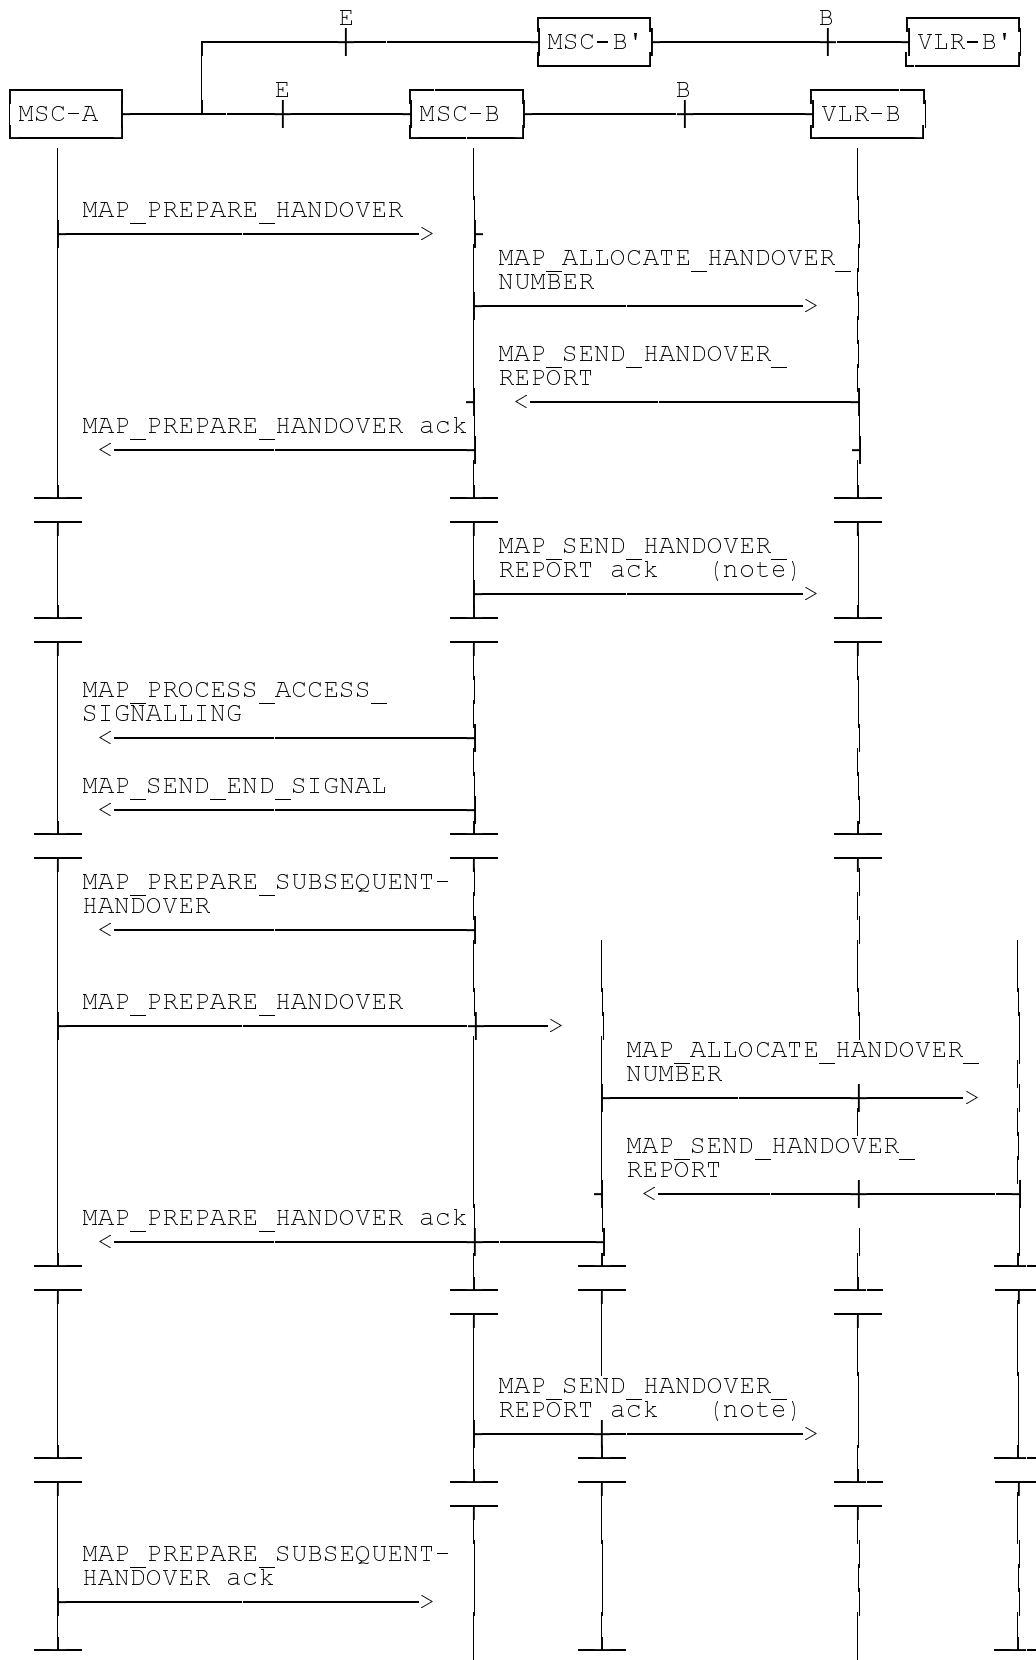 E B
MSC-B' VLR-B'
E B
MSC-A MSC-B VLR-B
MAP_PREPARE_HANDOVER
>
MAP_ALLOCATE_HANDOVER_
NUMBER
>
MAP_SEND_HANDOVER_
REPORT
<
MAP_PREPARE_HANDOVER ack
<
MAP_SEND_HANDOVER_
REPORT ack (note)
>
MAP_PROCESS_ACCESS_
SIGNALLING
<
MAP_SEND_END_SIGNAL
<
MAP_PREPARE_SUBSEQUENT-
HANDOVER
<
MAP_PREPARE_HANDOVER
>
MAP_ALLOCATE_HANDOVER_
NUMBER
>
MAP_SEND_HANDOVER_
REPORT
<
MAP_PREPARE_HANDOVER ack
<
MAP_SEND_HANDOVER_
REPORT ack (note)
>
MAP_PREPARE_SUBSEQUENT-
HANDOVER ack
>